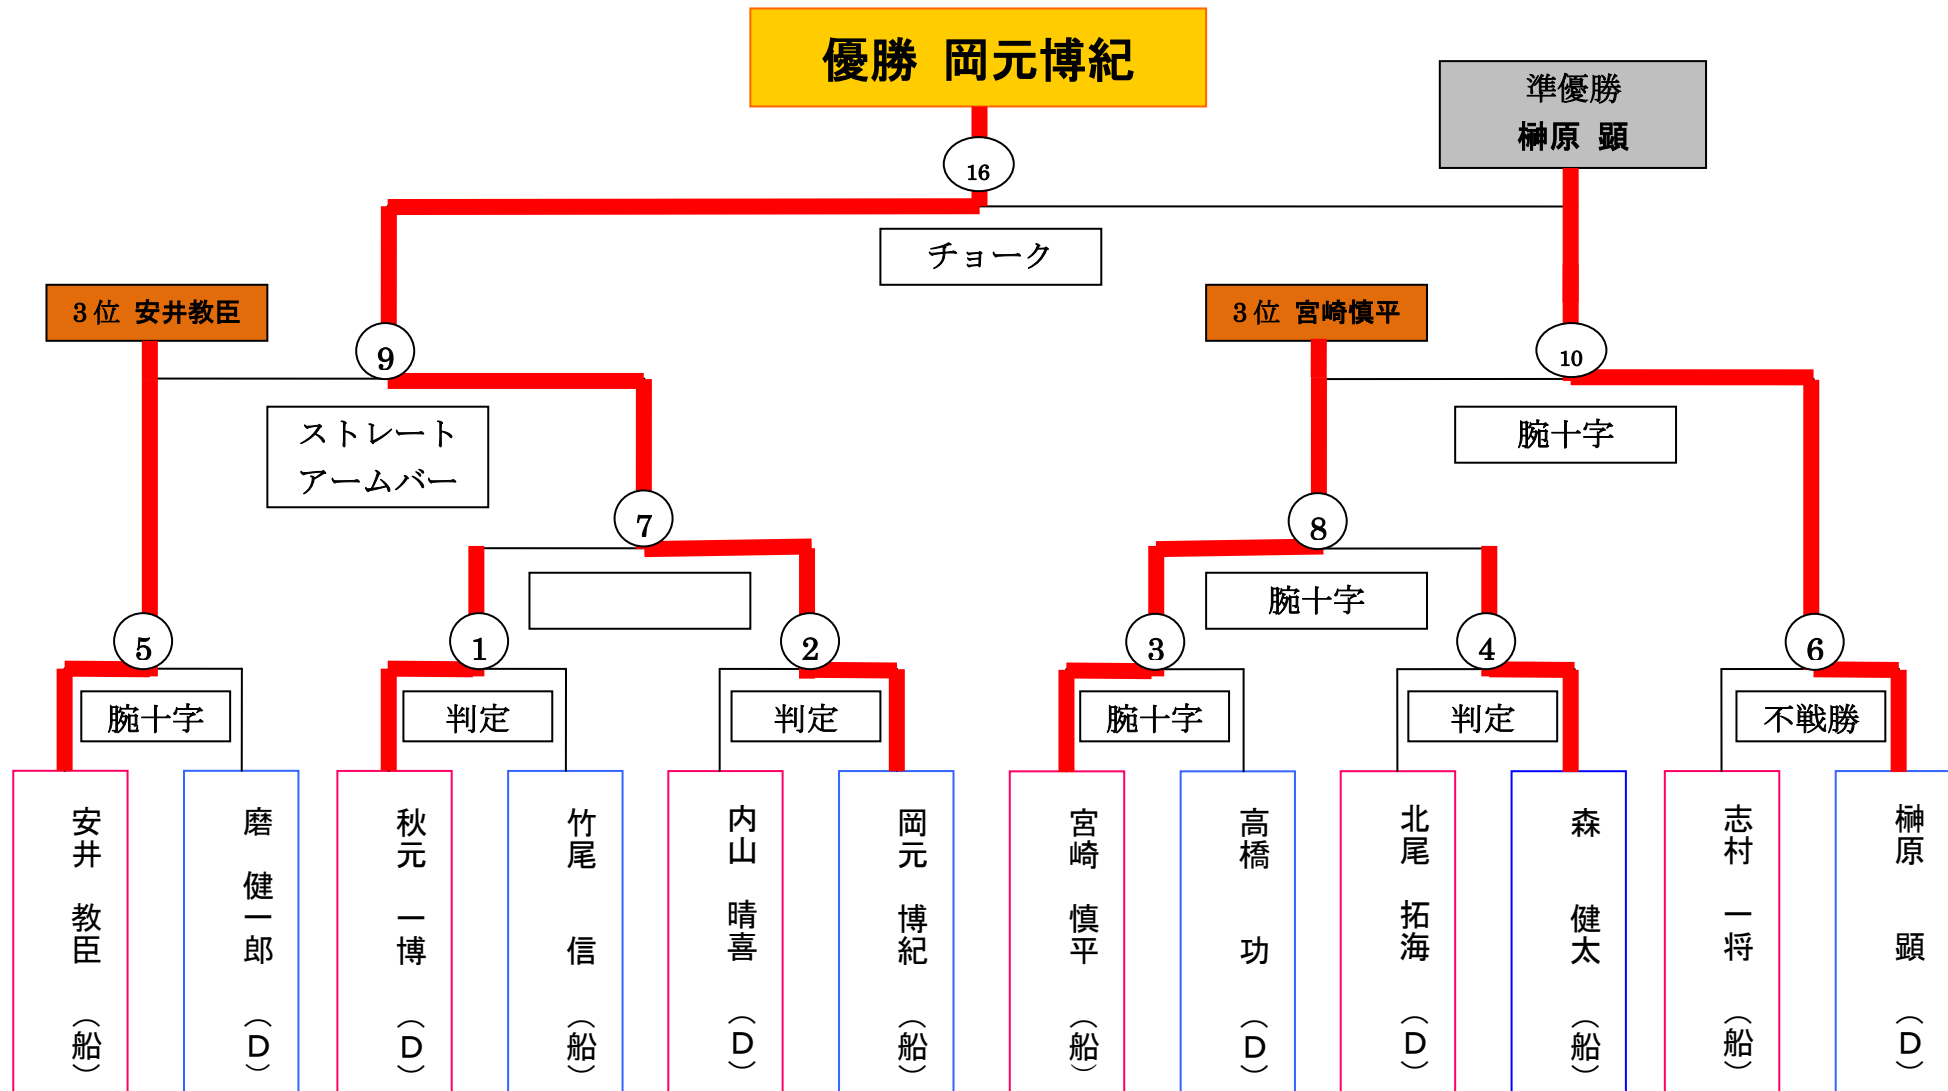 優勝 岡元博紀
準優勝
榊原 顕
16
チョーク
3位 安井教臣
3位 宮崎慎平
9
10
ストレート
アームバー
腕十字
7
8
腕十字
5
1
2
3
4
6
腕十字
判定
判定
腕十字
判定
不戦勝
安井 教臣 (船)
磨 健一郎 (D)
秋元 一博 (D)
竹尾 信 (船)
内山 晴喜 (D)
岡元 博紀 (船)
宮崎 慎平 (船)
高橋 功 (D)
北尾 拓海 (D)
森 健太 (船)
志村 一将 (船)
榊原 顕 (D)